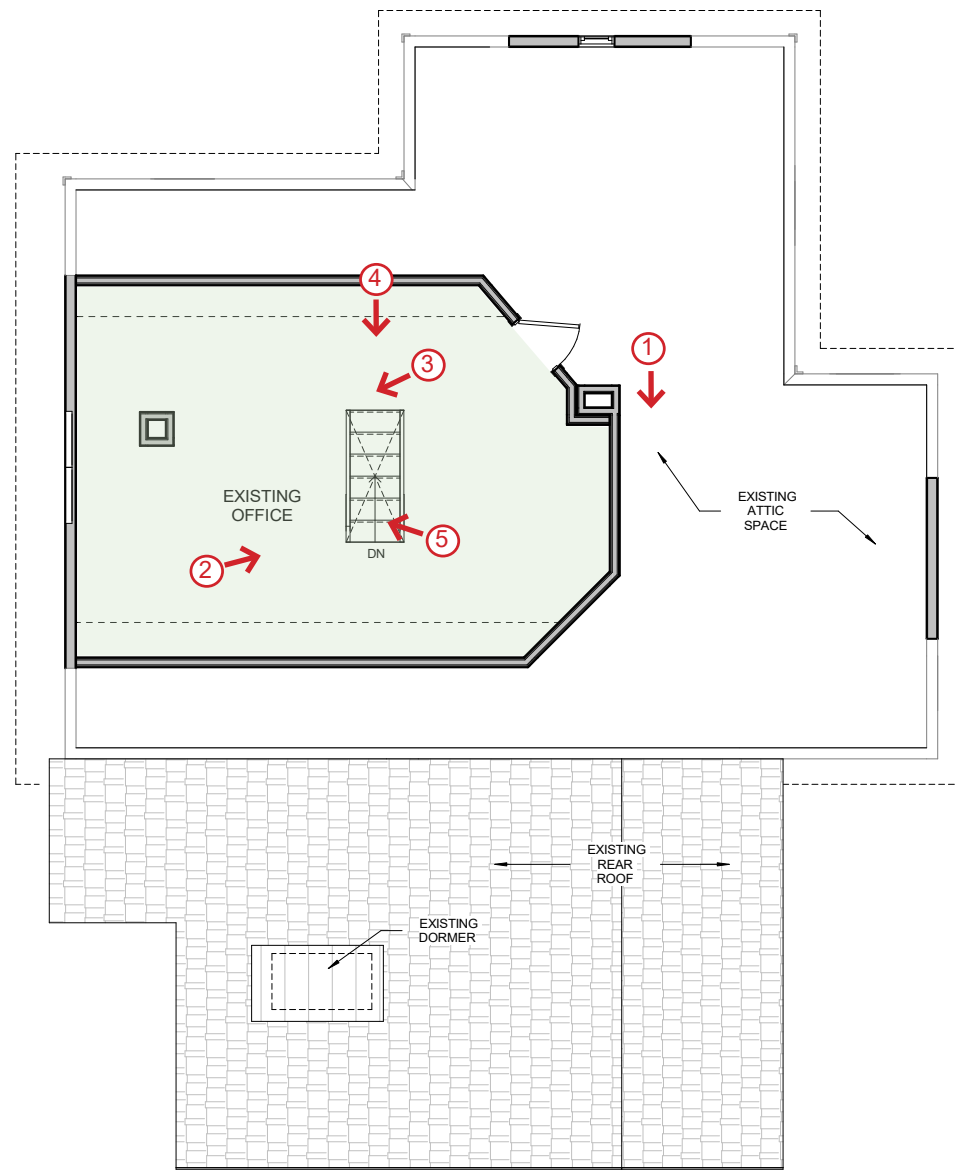 4
1
3
EXISTING
OFFICE
EXISTING
ATTIC
SPACE
5
2
DN
EXISTING
REAR
ROOF
EXISTING
DORMER